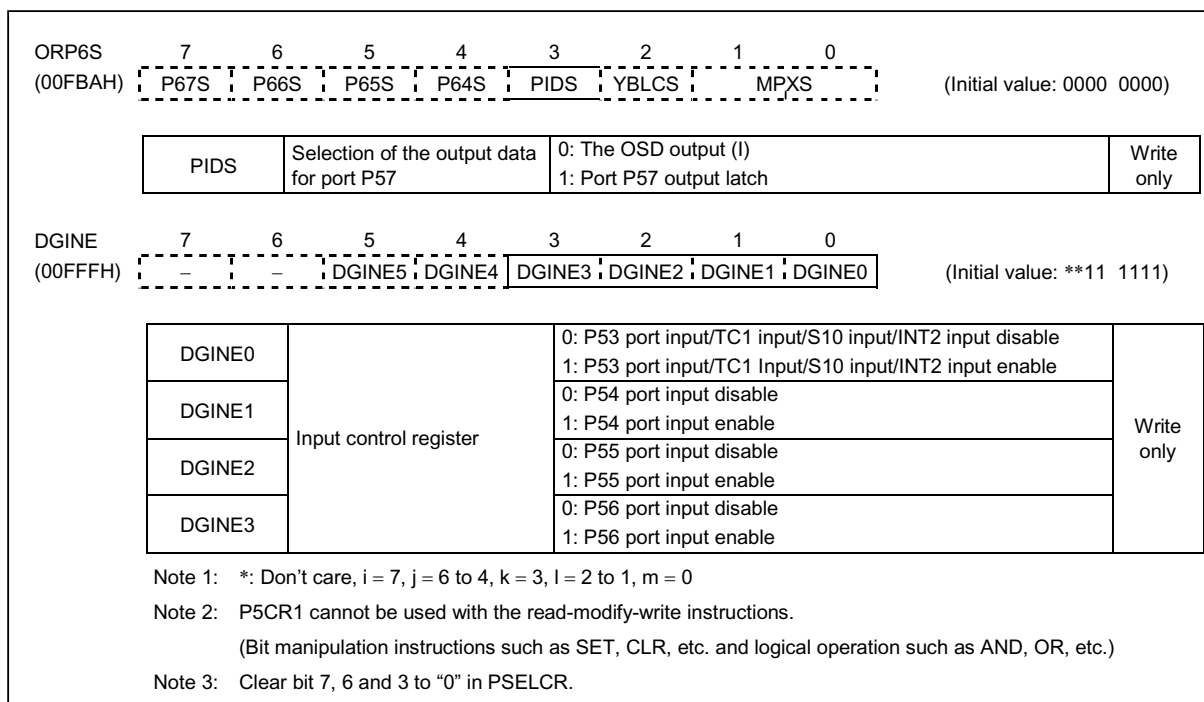 ORP6S 7 6 5 4 3 2 1 0
(00FBAH) P67S P66S P65S P64S PIDS YBLCS MPXS (Initial value: 0000 0000)
PIDS Selection of the output data for port P57 0: The OSD output (I) Write only
1: Port P57 output latch
DGINE 7 6 5 4 3 2 1 0
(00FFFH) – – DGINE5 DGINE4 DGINE3 DGINE2 DGINE1 DGINE0 (Initial value: **11 1111)
DGINE0 Input control register 0: P53 port input/TC1 input/S10 input/INT2 input disable Write only
1: P53 port input/TC1 Input/S10 input/INT2 input enable
DGINE1 0: P54 port input disable
1: P54 port input enable
DGINE2 0: P55 port input disable
1: P55 port input enable
DGINE3 0: P56 port input disable
1: P56 port input enable
Note 1: *: Don't care, i = 7, j = 6 to 4, k = 3, l = 2 to 1, m = 0
Note 2: P5CR1 cannot be used with the read-modify-write instructions.
(Bit manipulation instructions such as SET, CLR, etc. and logical operation such as AND, OR, etc.)
Note 3: Clear bit 7, 6 and 3 to “0” in PSELCR.